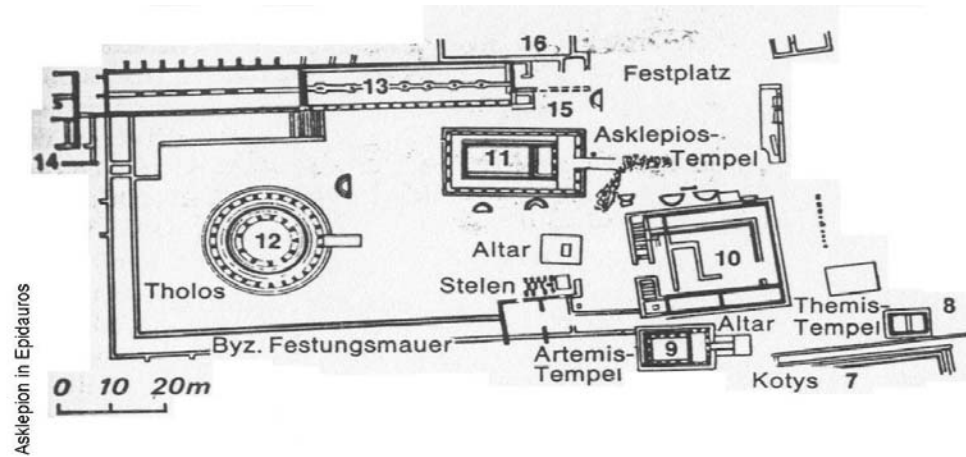 16
13
Festplatz
15
Asklepios-
Tempel
14
11
12
Altar
10
Tholos
Stelen
Themis-
Tempel
8
Altar
Byz. Festungsmauer
Artemis-
Tempel
9
Kotys 7
0 10 20m
Asklepion in Epidauros